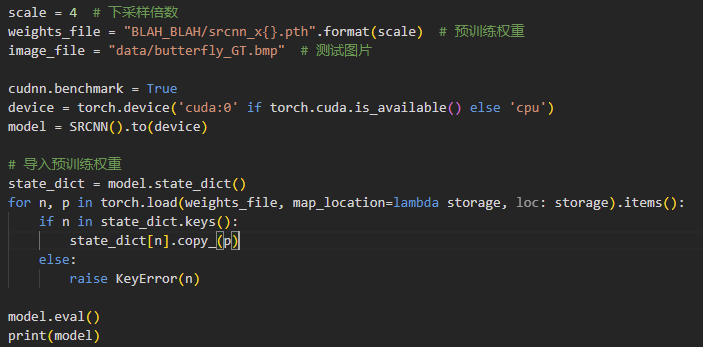 scale = 4  # 下采样倍数
weights_file = "BLAH_BLAH/srcnn_x{}.pth".format(scale)  # 预训练权重
image_file = "data/butterfly_GT.bmp"  # 测试图片

cudnn.benchmark = True
device = torch.device('cuda:0' if torch.cuda.is_available() else 'cpu')
model = SRCNN().to(device)

# 导入预训练权重
state_dict = model.state_dict()
for n, p in torch.load(weights_file, map_location=lambda storage, loc: storage).items():
    if n in state_dict.keys():
        state_dict[n].copy_(p)
    else:
        raise KeyError(n)

model.eval()
print(model)